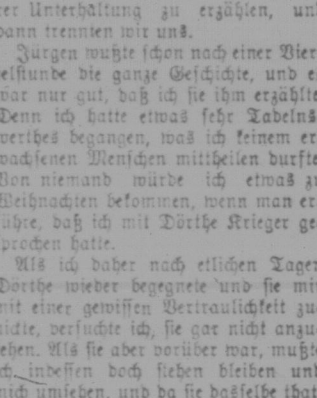 rer Unterhaltung zu erzählen, un
dann trennten wir uns.
Jürgen wußte schon nach einer Vier
telstunde die ganze Geschichte, und e
war nur gut, daß ich sie ihm erzählte
Denn ich hatte etwas sehr Tadelns
werthes begangen, was ich keinem er
wachsenen Menschen mittheilen durfte
Von niemand würde ich etwas z
Weihnachten bekommen, wenn man er
führe, daß ich mit Dörthe Krieger ge
sprochen hatte.
Als ich daher nach etlichen Tagen
Dörthe wieder begegnete und sie mi
mit einer gewissen Vertraulichkeit zu
nickte, versuchte ich, sie gar nicht anzu
sehen. Als sie aber vorüber war, mußt
ich indessen doch stehen bleiben und
mich umsehen, und da sie dasselbe that